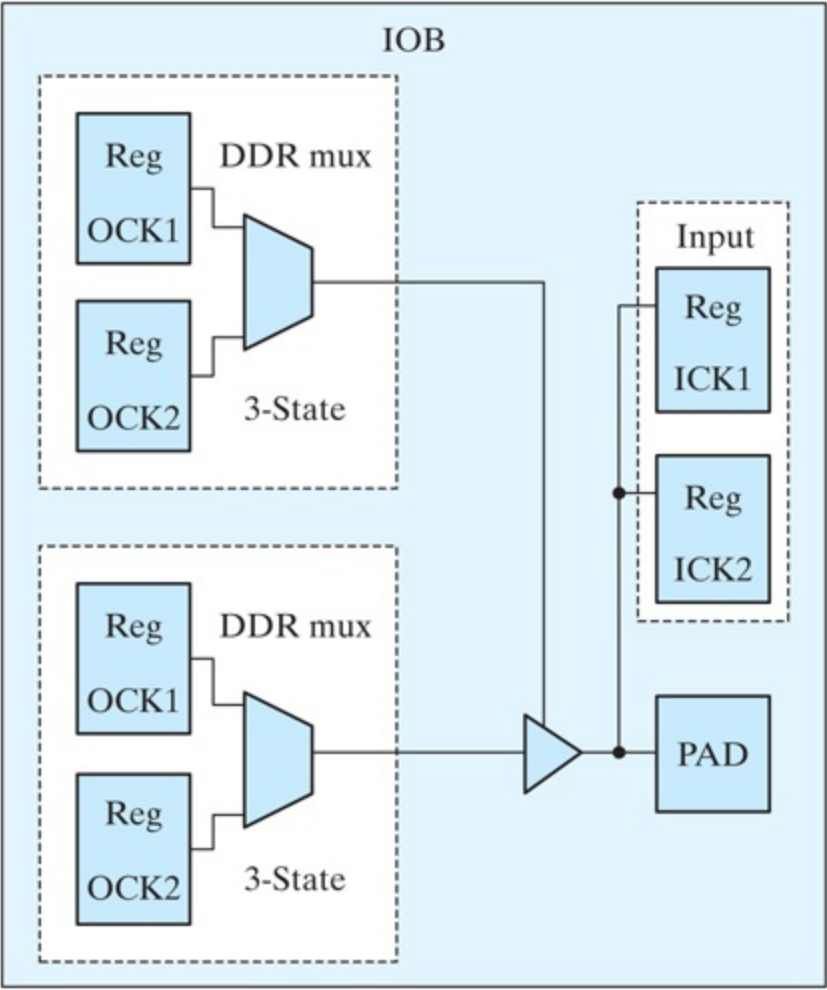 IOB
Reg
OCK1
DDR mux
Reg
OCK2
3-State
Input
Reg
ICK1
Reg
ICK2
Reg
OCK1
DDR mux
Reg
OCK2
3-State
PAD